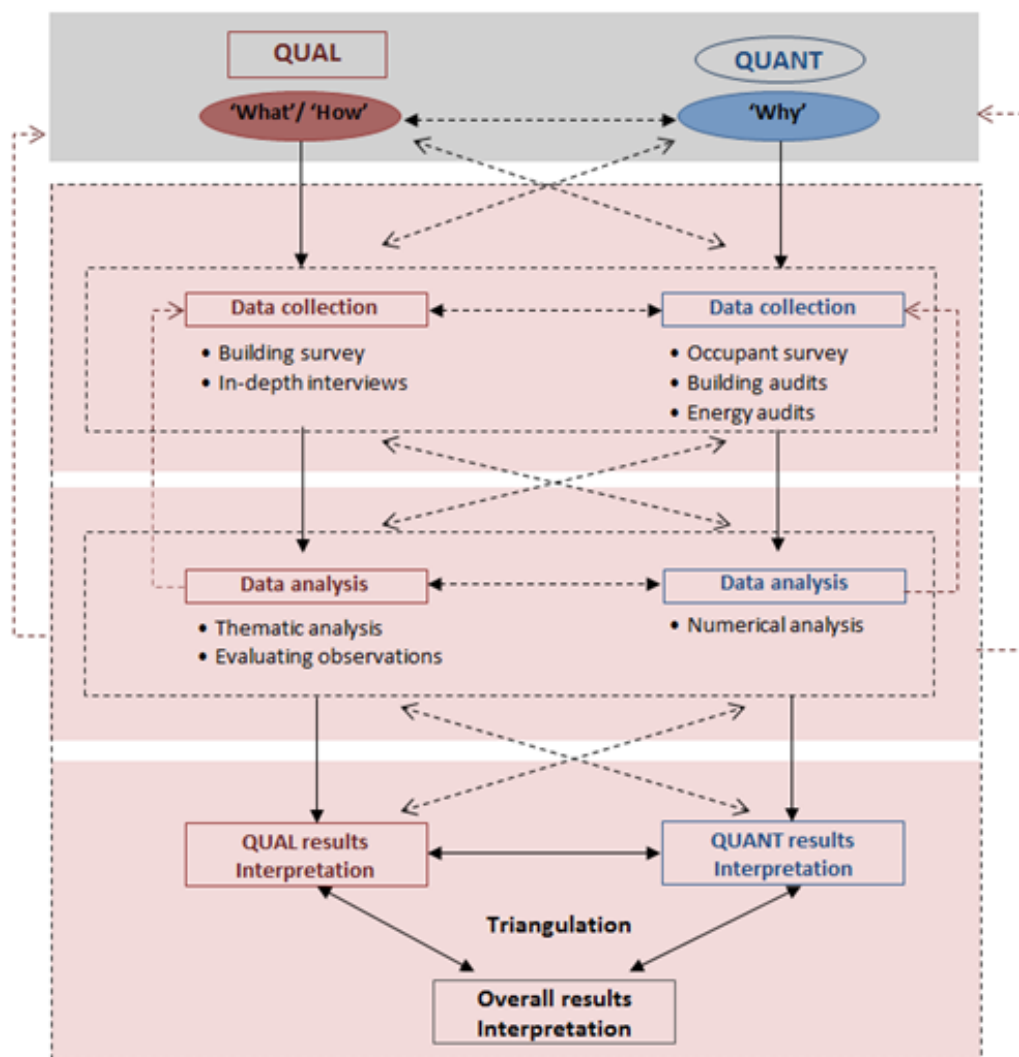 QUAL
QUANT
‘What’/ ‘How’
‘Why’
Data collection
• Building survey
• In-depth interviews
Data collection
• Occupant survey
• Building audits
• Energy audits
Data analysis
• Thematic analysis
• Evaluating observations
Data analysis
• Numerical analysis
QUAL results
Interpretation
QUANT results
Interpretation
Triangulation
Overall results
Interpretation